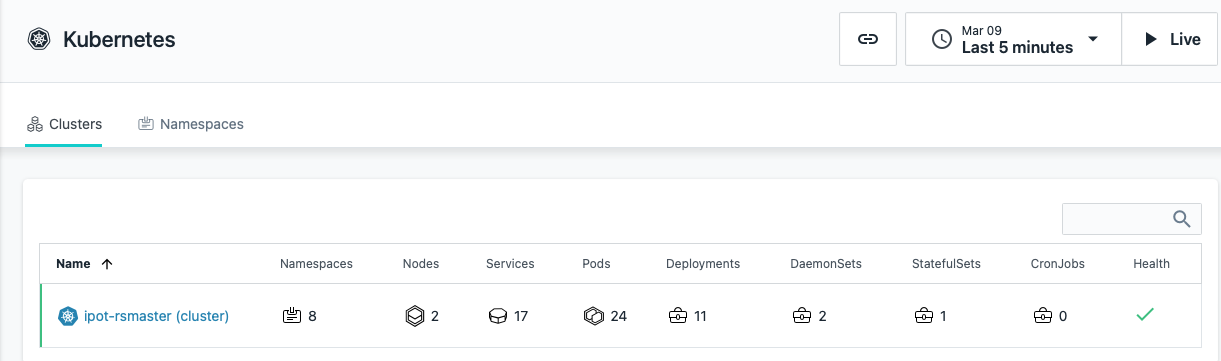 Kubernetes
Mar 09
Last 5 minutes
Live
Clusters Namespaces
Name Namespaces Nodes Services Pods Deployments DaemonSets StatefulSets CronJobs Health
ipot-rsmaster (cluster) 8 2 17 24 11 2 1 0